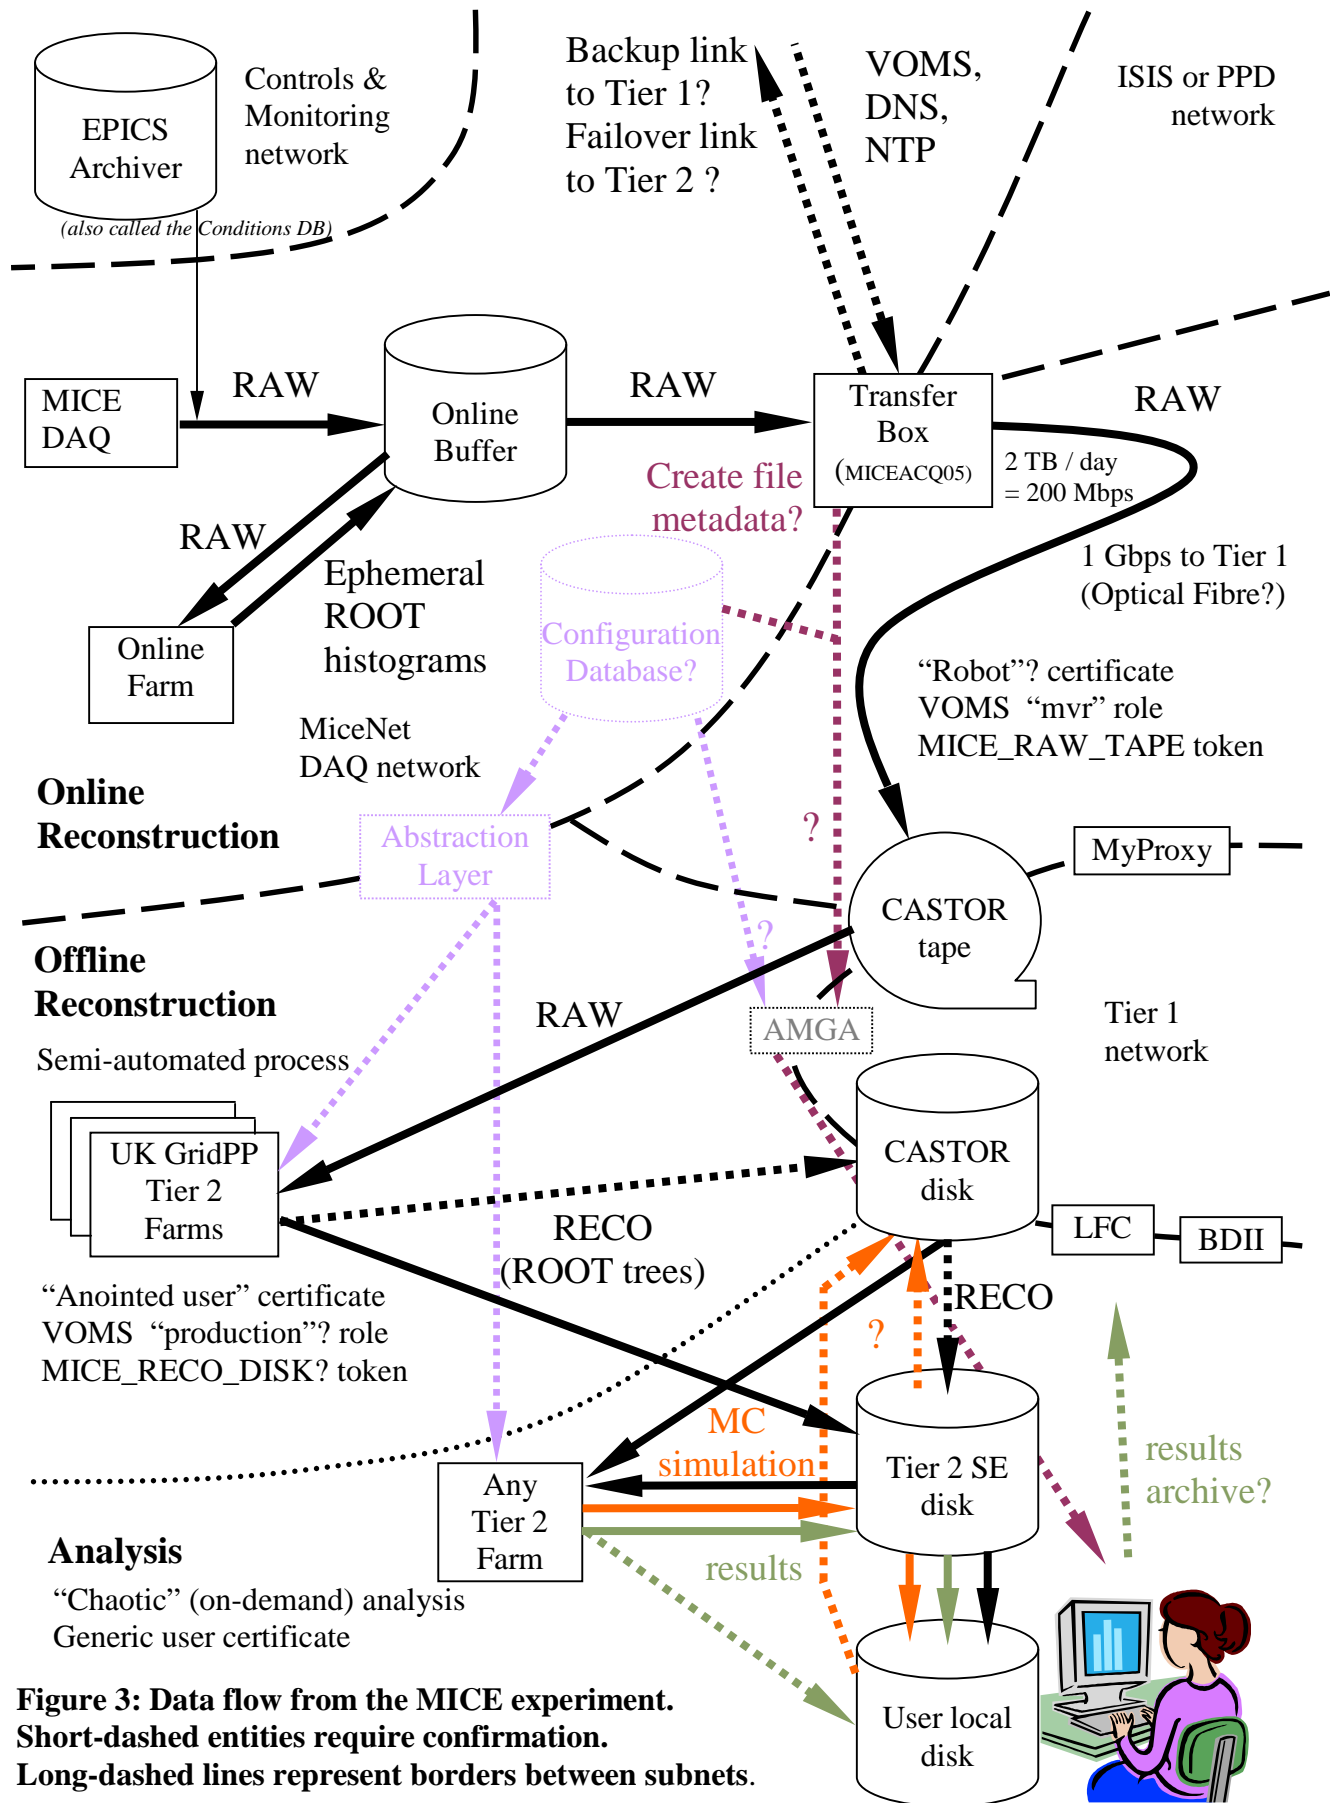 EPICS
Archiver
(also called the Conditions DB)
Controls &
Monitoring
network
Backup link
to Tier 1?
Failover link
to Tier 2 ?
VOMS,
DNS,
NTP
ISIS or PPD
network
MICE
DAQ
RAW
Online
Buffer
RAW
Transfer
Box
(MICEACQ05)
RAW
2 TB / day
= 200 Mbps
Create file
metadata?
RAW
Ephemeral
ROOT
histograms
Online
Farm
Configuration
Database?
1 Gbps to Tier 1
(Optical Fibre?)
“Robot”? certificate
VOMS “mvr” role
MICE_RAW_TAPE token
MiceNet
DAQ network
Online
Reconstruction
Abstraction
Layer
?
MyProxy
CASTOR
tape
?
Offline
Reconstruction
RAW
AMGA
Tier 1
network
Semi-automated process
UK GridPP
Tier 2
Farms
CASTOR
disk
RECO
(ROOT trees)
LFC
BDII
“Anointed user” certificate
VOMS “production”? role
MICE_RECO_DISK? token
RECO
?
MC
simulation
Tier 2 SE
disk
results
archive?
Any
Tier 2
Farm
results
Analysis
“Chaotic” (on-demand) analysis
Generic user certificate
User local
disk
Figure 3: Data flow from the MICE experiment.
Short-dashed entities require confirmation.
Long-dashed lines represent borders between subnets.